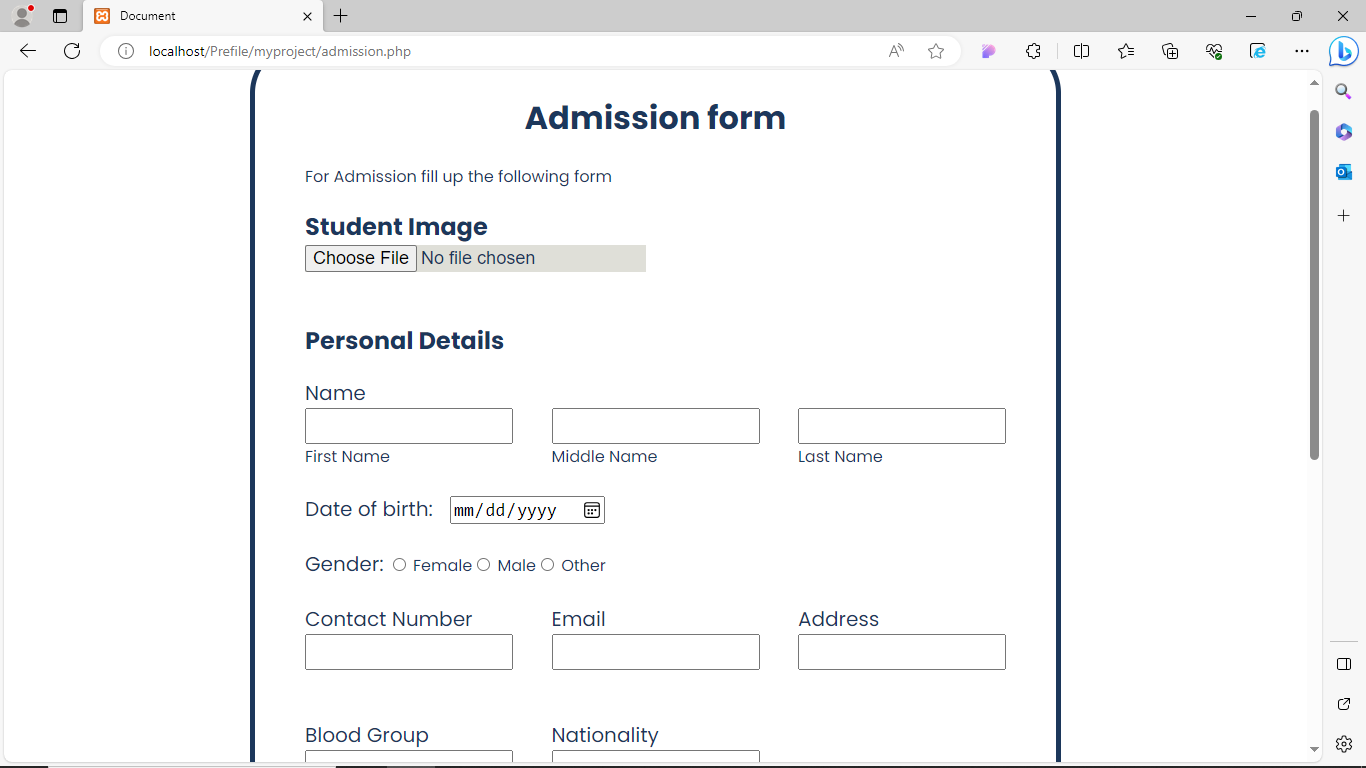 Document
localhost/Prefile/myproject/admission.php
Admission form
For Admission fill up the following form
Student Image
Choose File No file chosen
Personal Details
Name
First Name Middle Name Last Name
Date of birth: mm/dd/yyyy
Gender: Female Male Other
Contact Number Email Address
Blood Group Nationality